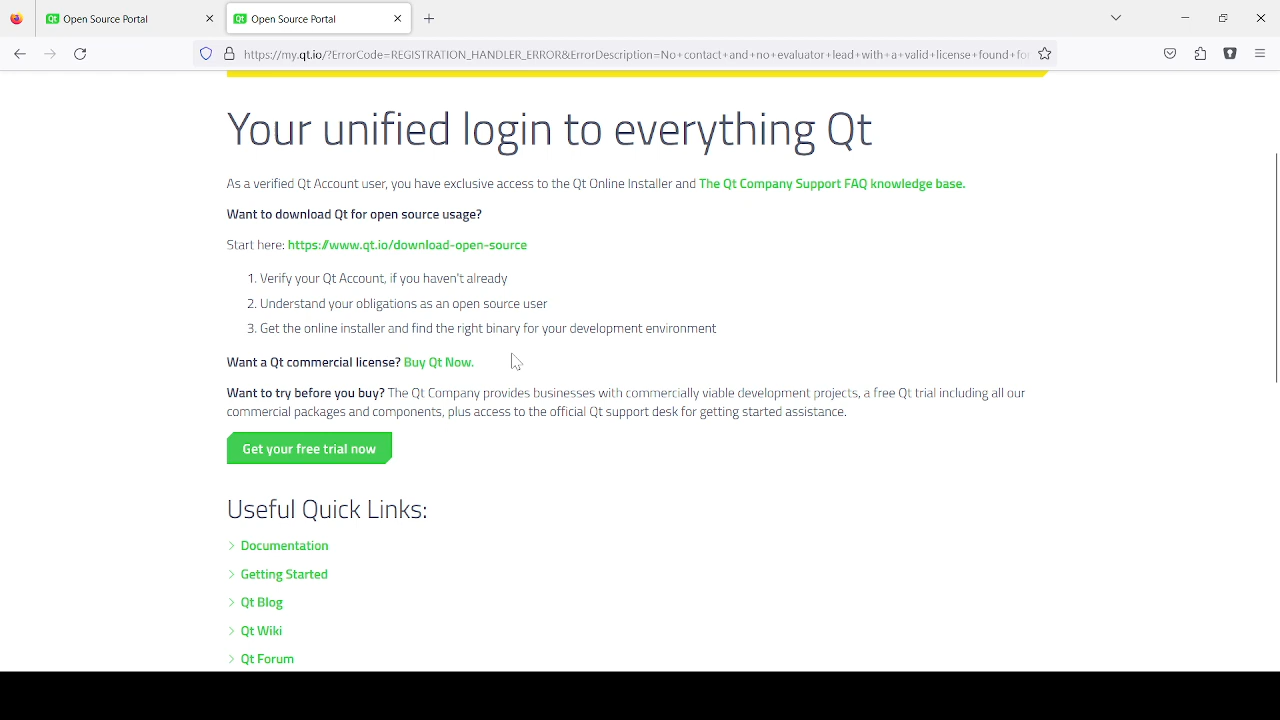 Open Source Portal
Open Source Portal
https://my.qt.io/?ErrorCode=REGISTRATION_HANDLER_ERROR&ErrorDescription=No+contact+and+no+evaluator+lead+with+a+valid+license+found+for
Your unified login to everything Qt
As a verified Qt Account user, you have exclusive access to the Qt Online Installer and The Qt Company Support FAQ knowledge base.
Want to download Qt for open source usage?
Start here: https://www.qt.io/download-open-source
1. Verify your Qt Account, if you haven't already
2. Understand your obligations as an open source user
3. Get the online installer and find the right binary for your development environment
Want a Qt commercial license? Buy Qt Now.
Want to try before you buy? The Qt Company provides businesses with commercially viable development projects, a free Qt trial including all our
commercial packages and components, plus access to the official Qt support desk for getting started assistance.
Get your free trial now
Useful Quick Links:
Documentation
Getting Started
Qt Blog
Qt Wiki
Qt Forum